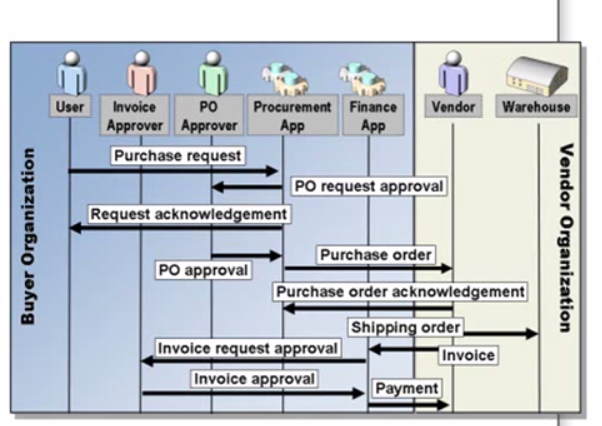 User
Invoice
Approver
PO
Approver
Procurement
App
Finance
App
Vendor
Warehouse
Buyer Organization
Vendor Organization
Purchase request
PO request approval
Request acknowledgement
PO approval
Purchase order
Purchase order acknowledgement
Shipping order
Invoice
Invoice request approval
Invoice approval
Payment